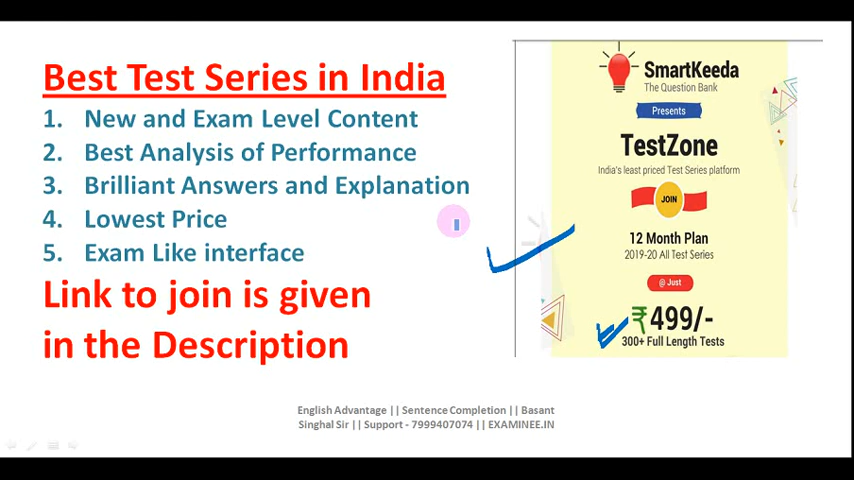 Best Test Series in India
1. New and Exam Level Content
2. Best Analysis of Performance
3. Brilliant Answers and Explanation
4. Lowest Price
5. Exam Like interface
Link to join is given
in the Description
SmartKeeda
The Question Bank
Presents
TestZone
India's least priced Test Series platform
JOIN
12 Month Plan
2019-20 All Test Series
@ Just
₹499/-
300+ Full Length Tests
English Advantage || Sentence Completion || Basant
Singhal Sir || Support - 7999407074 || EXAMINEE.IN